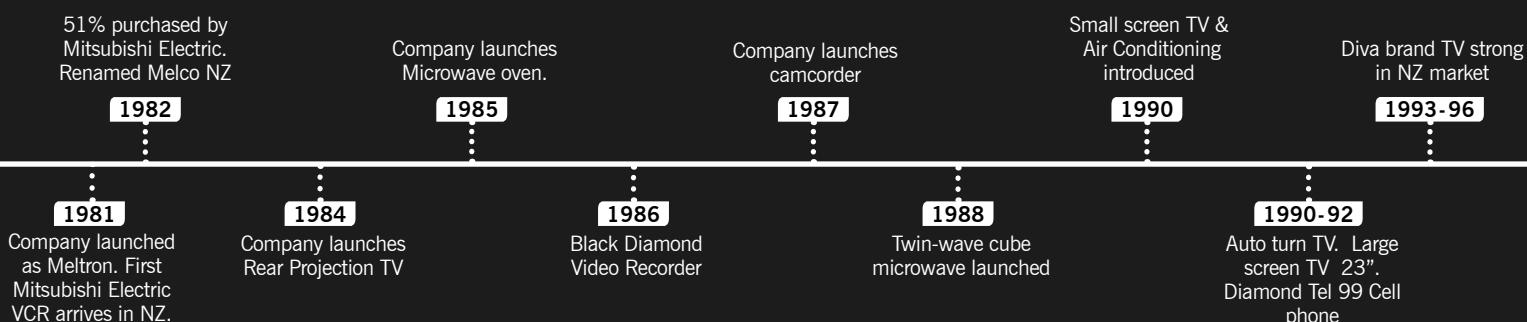 51% purchased by
Mitsubishi Electric.
Renamed Melco NZ
1982
Company launches
Microwave oven.
1985
Company launches
camcorder
1987
Small screen TV &
Air Conditioning
introduced
1990
Diva brand TV strong
in NZ market
1993-96
1981
Company launched
as Meltron. First
Mitsubishi Electric
VCR arrives in NZ.
1984
Company launches
Rear Projection TV
1986
Black Diamond
Video Recorder
1988
Twin-wave cube
microwave launched
1990-92
Auto turn TV. Large
screen TV 23”.
Diamond Tel 99 Cell
phone